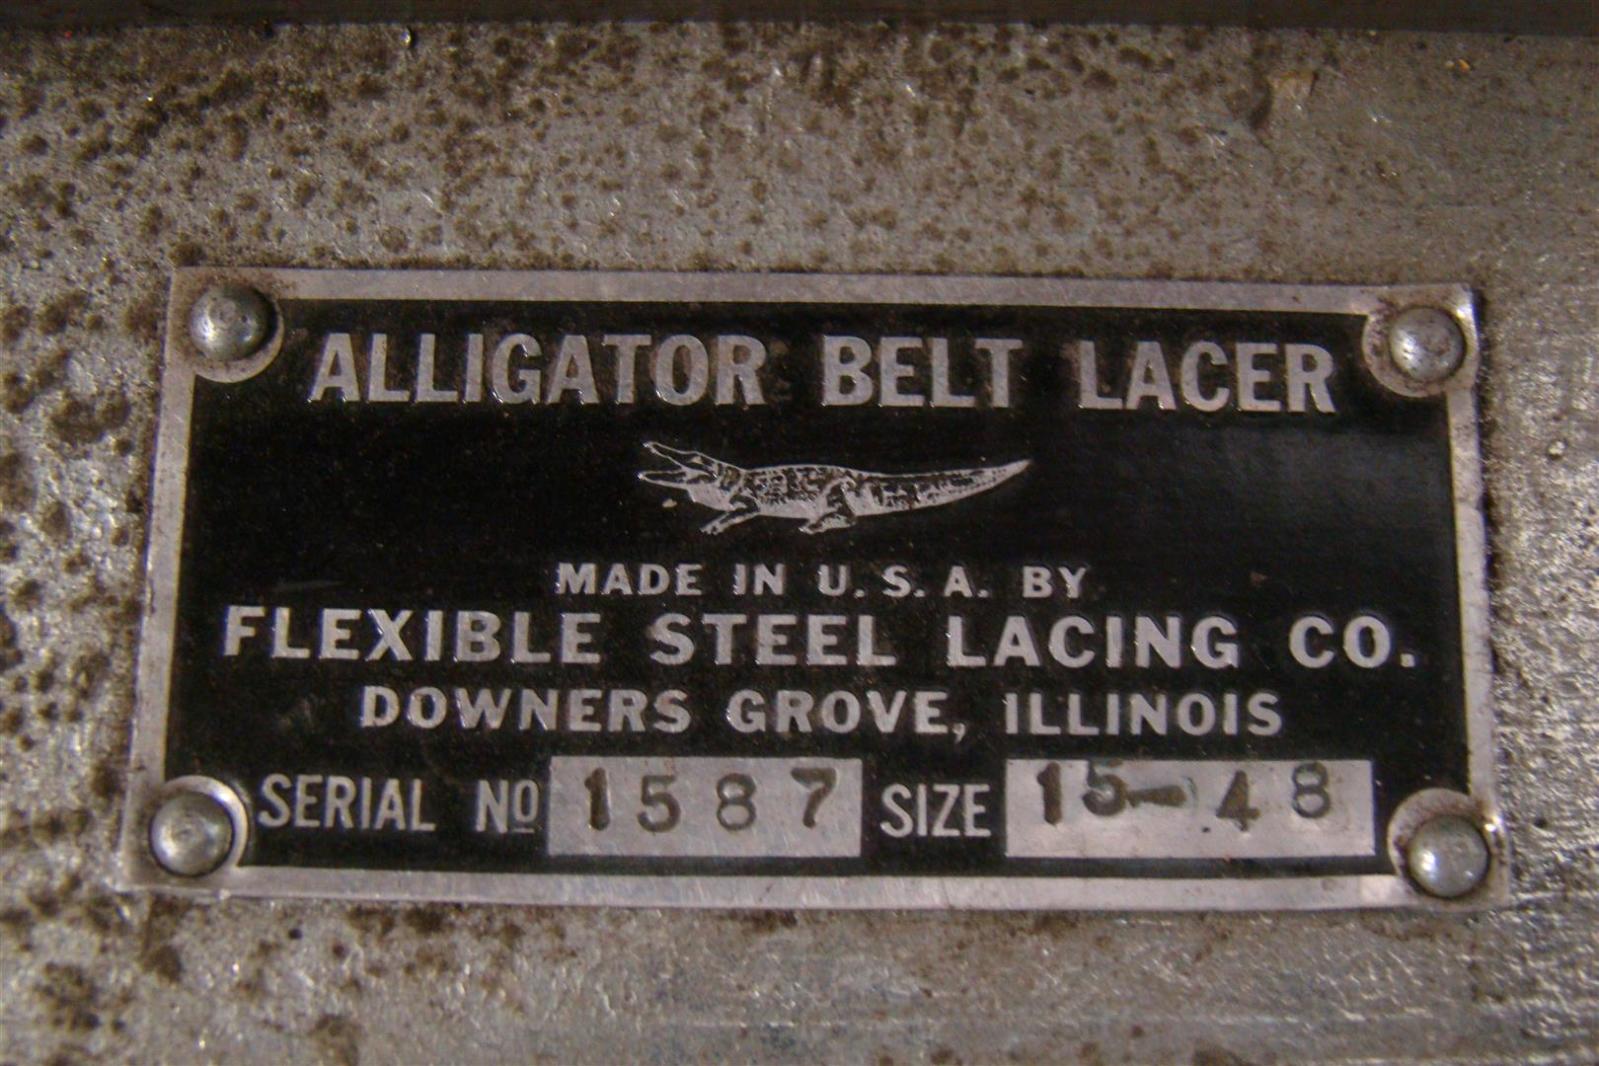 ALLIGATOR BELT LACER
MADE IN U.S.A. BY
FLEXIBLE STEEL LACING CO.
DOWNERS GROVE, ILLINOIS
SERIAL Nº 1587 SIZE 15-48